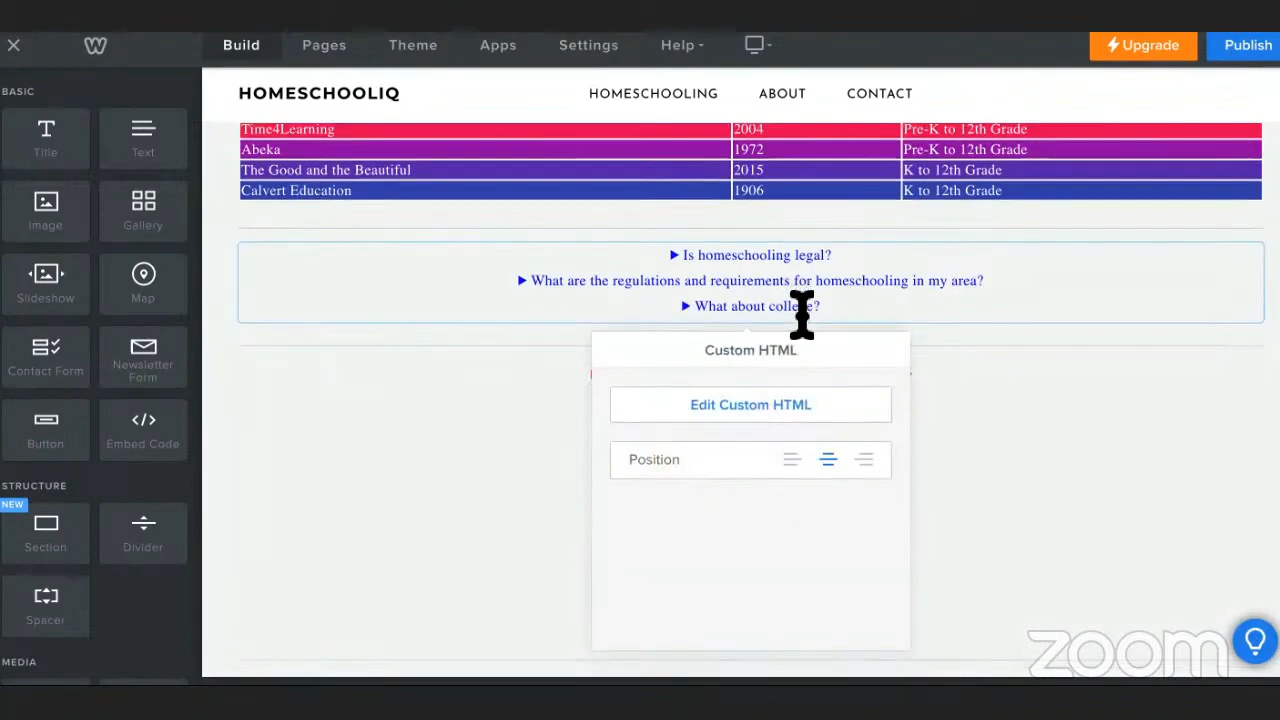 Build Pages Theme Apps Settings Help Upgrade Publish
BASIC
Title Text
Image Gallery
Slideshow Map
Contact Form Newsletter Form
Button Embed Code
STRUCTURE
NEW
Section Divider
Spacer
MEDIA
HOMESCHOOLIQ HOMESCHOOLING ABOUT CONTACT
Time4Learning 2004 Pre-K to 12th Grade
Abeka 1972 Pre-K to 12th Grade
The Good and the Beautiful 2015 K to 12th Grade
Calvert Education 1906 K to 12th Grade
Is homeschooling legal?
What are the regulations and requirements for homeschooling in my area?
What about college?
Custom HTML
Edit Custom HTML
Position
zoom